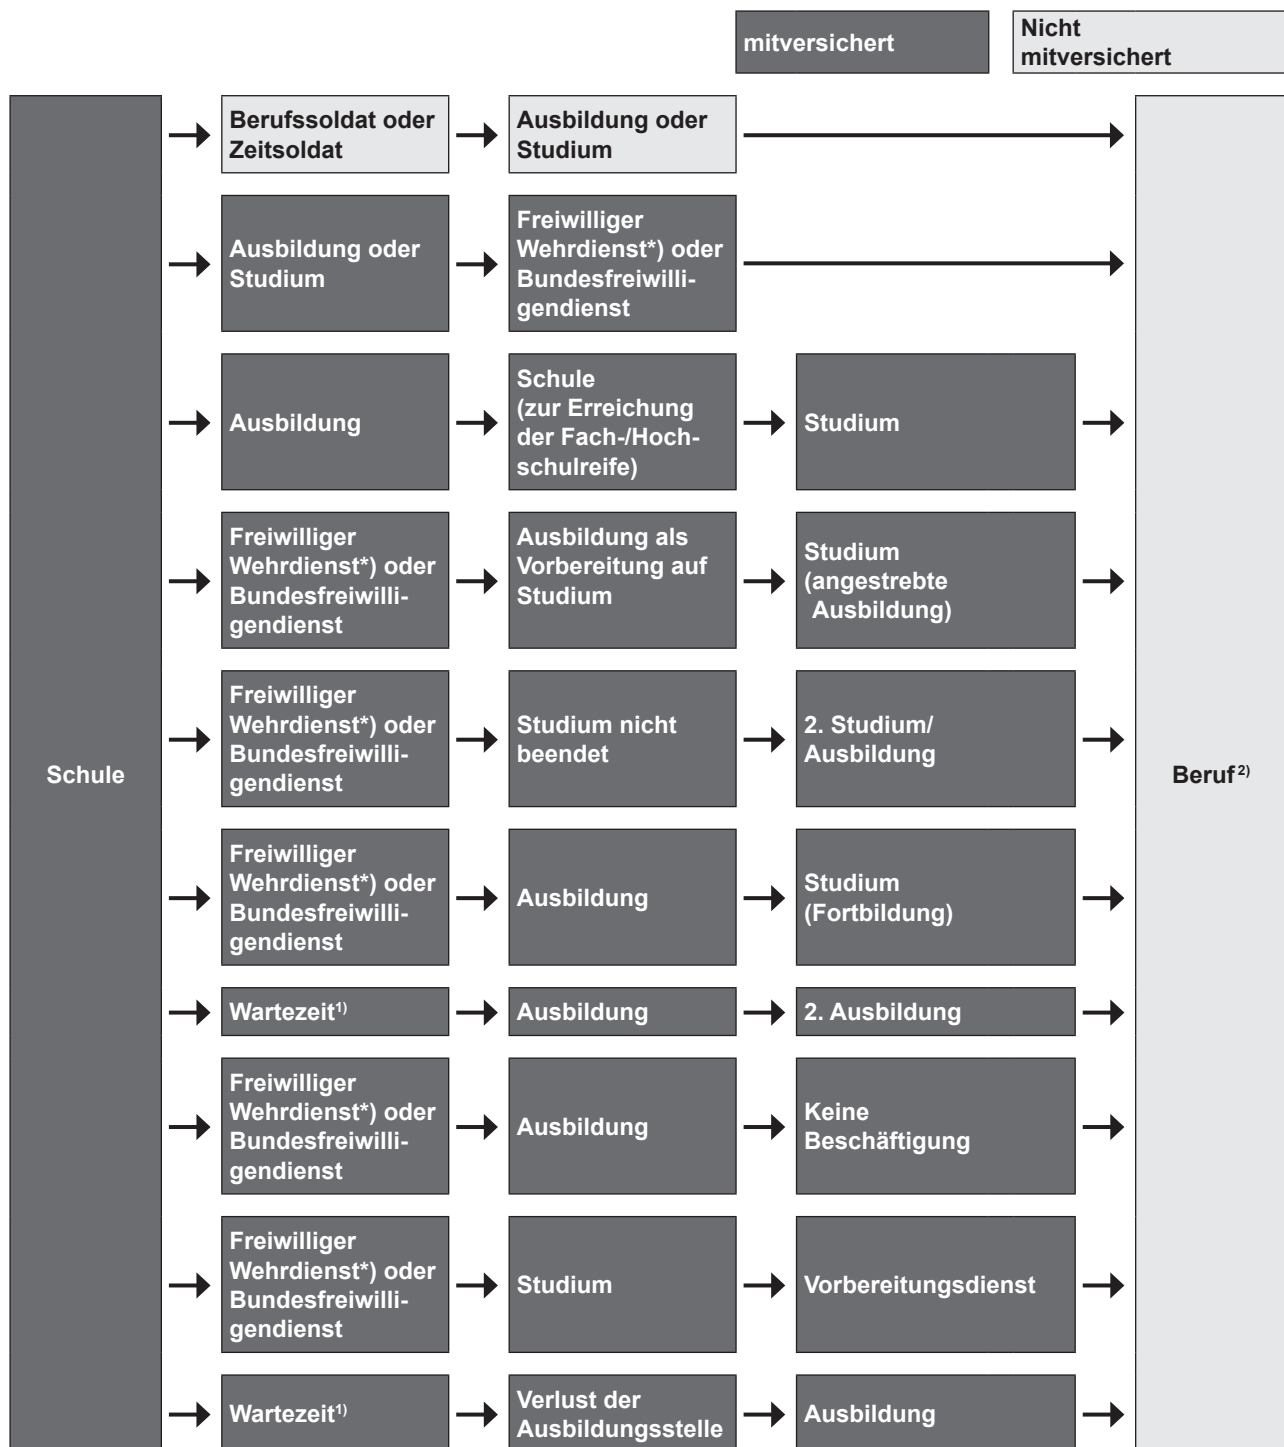 mitversichert
Nicht
mitversichert
Berufssoldat oder
Zeitsoldat
Ausbildung oder
Studium
Ausbildung oder
Studium
Freiwilliger
Wehrdienst*) oder
Bundesfreiwilli-
gendienst
Ausbildung
Schule
(zur Erreichung
der Fach-/Hoch-
schulreife)
Studium
Freiwilliger
Wehrdienst*) oder
Bundesfreiwilli-
gendienst
Ausbildung als
Vorbereitung auf
Studium
Studium
(angestrebte
Ausbildung)
Freiwilliger
Wehrdienst*) oder
Bundesfreiwilli-
gendienst
Studium nicht
beendet
2. Studium/
Ausbildung
Schule
Beruf²⁾
Freiwilliger
Wehrdienst*) oder
Bundesfreiwilli-
gendienst
Ausbildung
Studium
(Fortbildung)
Wartezeit¹⁾
Ausbildung
2. Ausbildung
Freiwilliger
Wehrdienst*) oder
Bundesfreiwilli-
gendienst
Ausbildung
Keine
Beschäftigung
Freiwilliger
Wehrdienst*) oder
Bundesfreiwilli-
gendienst
Studium
Vorbereitungsdienst
Wartezeit¹⁾
Verlust der
Ausbildungsstelle
Ausbildung